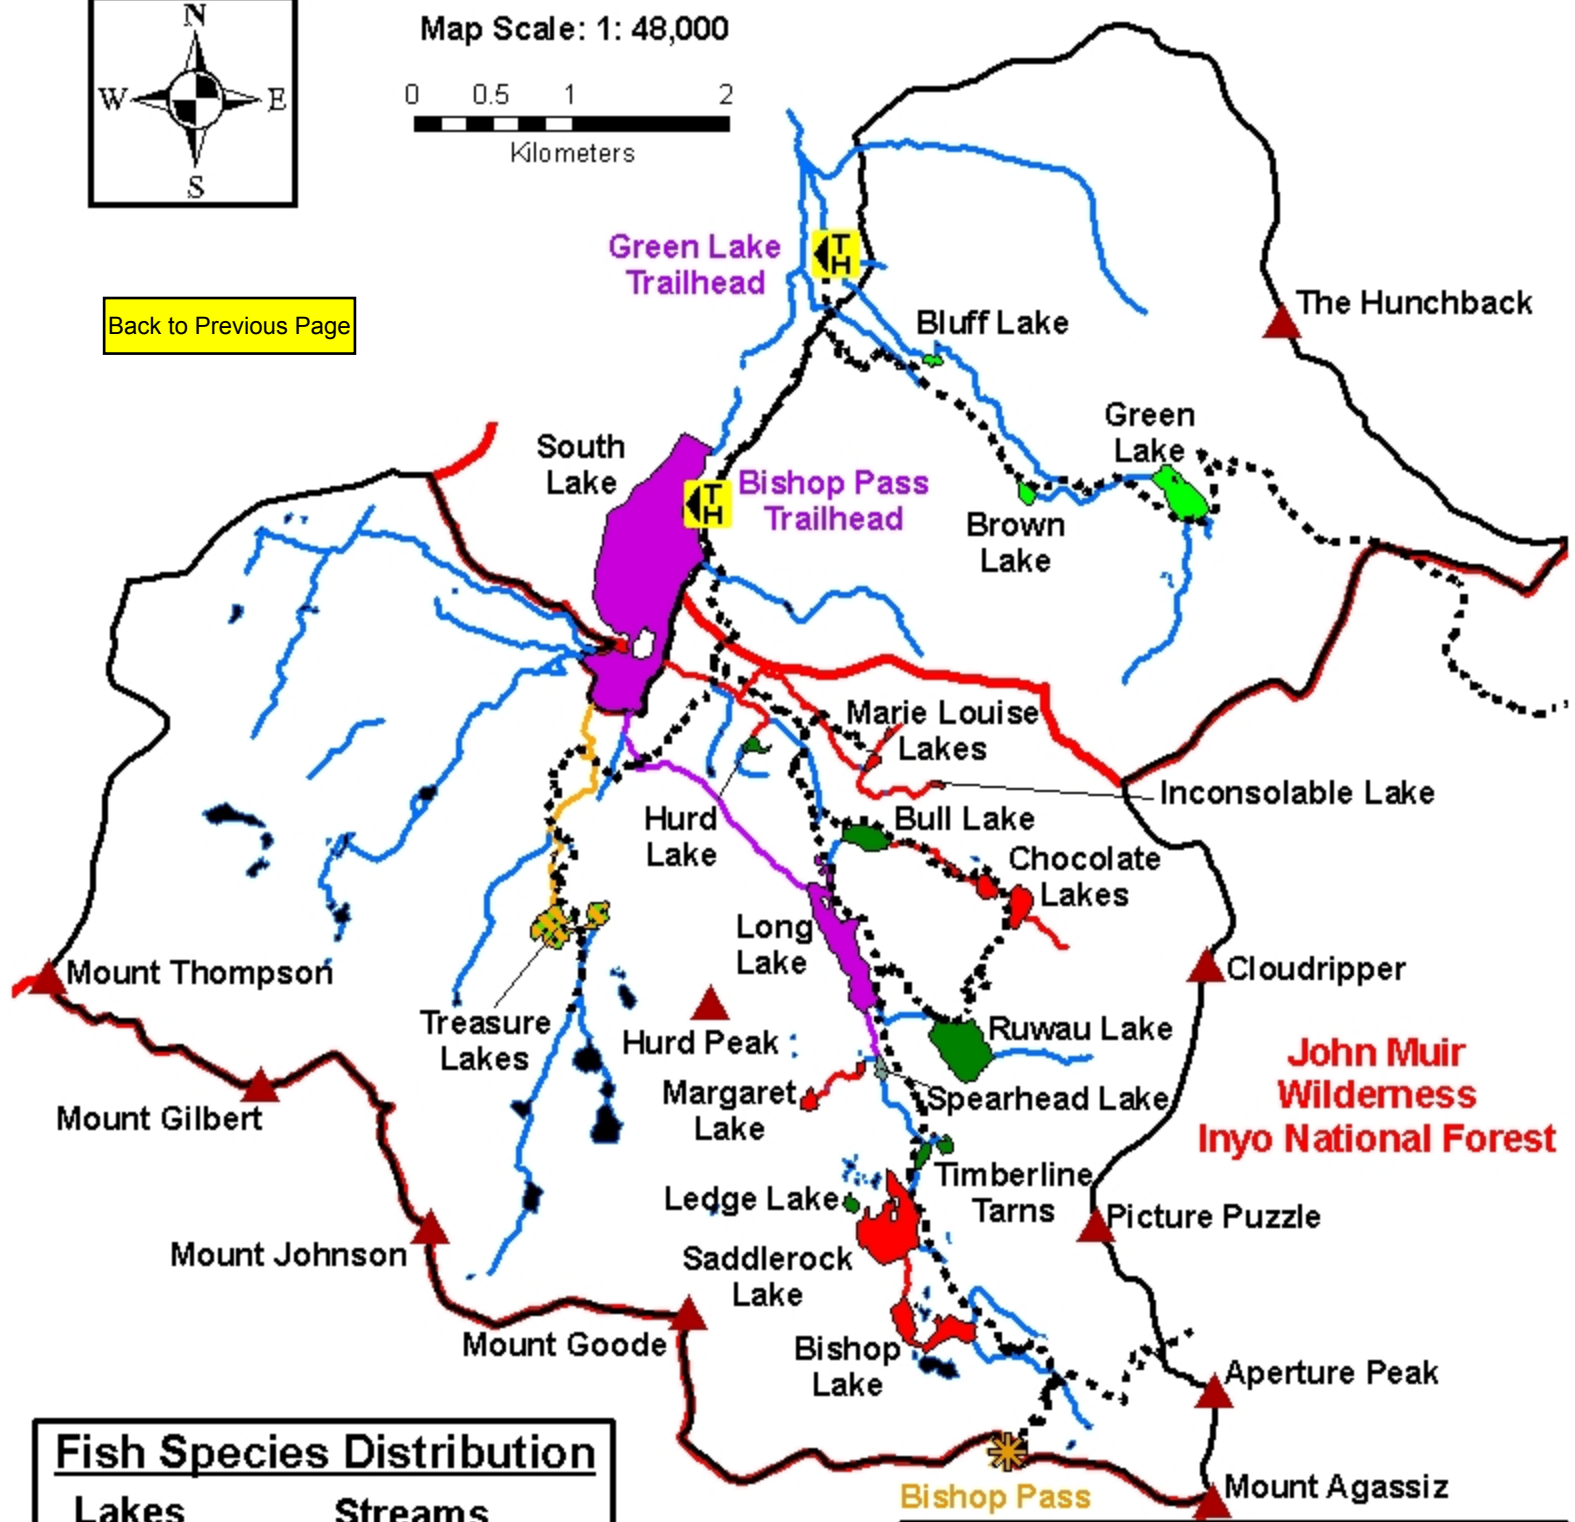 N
W E
S
Map Scale: 1: 48,000
0 0.5 1 2
Kilometers
Back to Previous Page
Green Lake
Trailhead
T
H
Bluff Lake
The Hunchback
Green
Lake
South
Lake
T
H
Bishop Pass
Trailhead
Brown
Lake
Marie Louise
Lakes
Inconsolable Lake
Hurd
Lake
Bull Lake
Chocolate
Lakes
Long
Lake
Mount Thompson
Cloudripper
Treasure
Lakes
Hurd Peak
Ruwau Lake
John Muir
Wilderness
Inyo National Forest
Margaret
Lake
Spearhead Lake
Mount Gilbert
Timberline
Tarns
Ledge Lake
Picture Puzzle
Mount Johnson
Saddlerock
Lake
Mount Goode
Bishop
Lake
Aperture Peak
Fish Species Distribution
Lakes Streams
Bishop Pass
Mount Agassiz